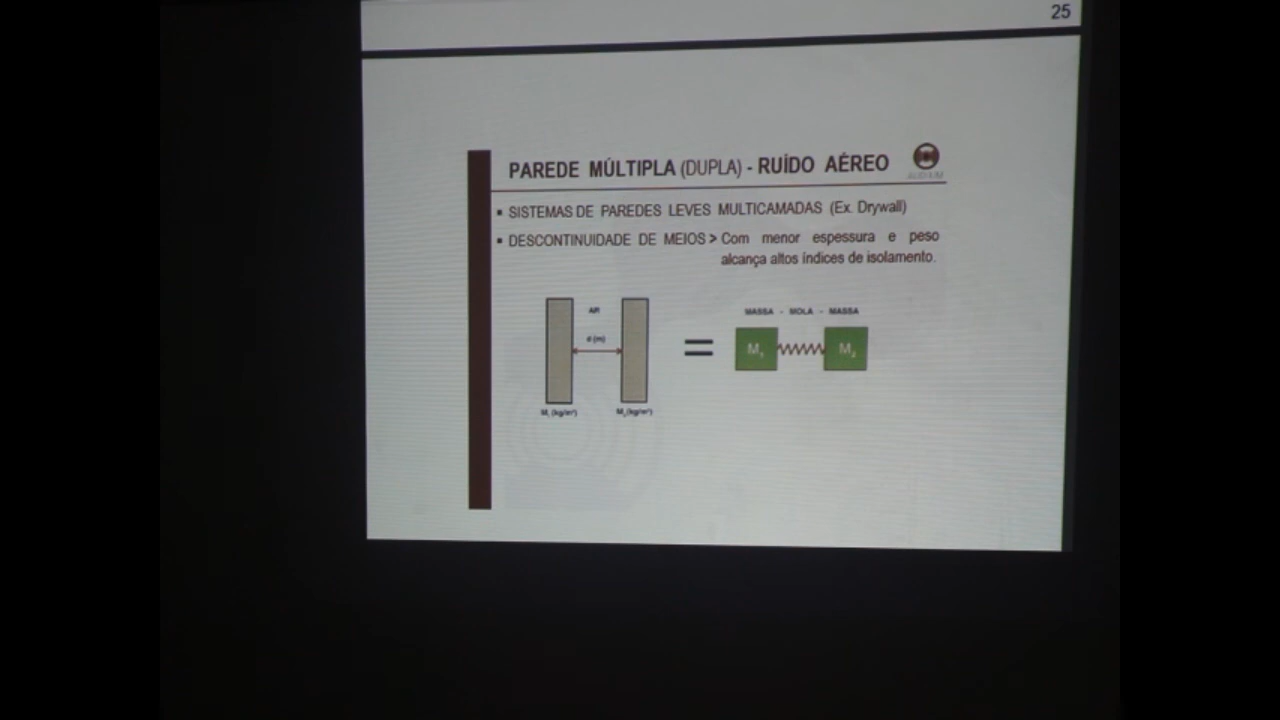 25
PAREDE MÚLTIPLA (DUPLA) - RUÍDO AÉREO
▪ SISTEMAS DE PAREDES LEVES MULTICAMADAS (Ex. Drywall)
▪ DESCONTINUIDADE DE MEIOS > Com menor espessura e peso
alcança altos índices de isolamento.
AR
d (m)
M₁ (kg/m²) M₂ (kg/m²)
=
MASSA - MOLA - MASSA
M₁ M₂